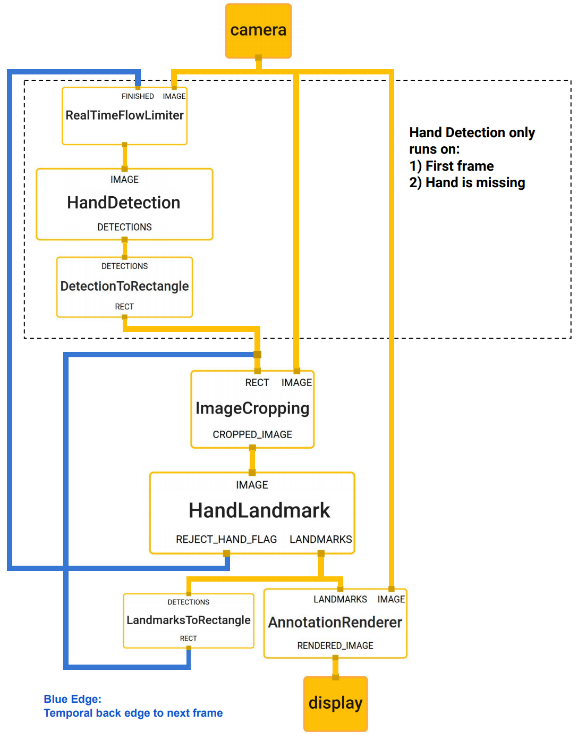 camera
FINISHED IMAGE
RealTimeFlowLimiter
Hand Detection only
runs on:
1) First frame
2) Hand is missing
IMAGE
HandDetection
DETECTIONS
DETECTIONS
DetectionToRectangle
RECT
RECT IMAGE
ImageCropping
CROPPED_IMAGE
IMAGE
HandLandmark
REJECT_HAND_FLAG LANDMARKS
DETECTIONS
LandmarksToRectangle
RECT
LANDMARKS IMAGE
AnnotationRenderer
RENDERED_IMAGE
display
Blue Edge:
Temporal back edge to next frame